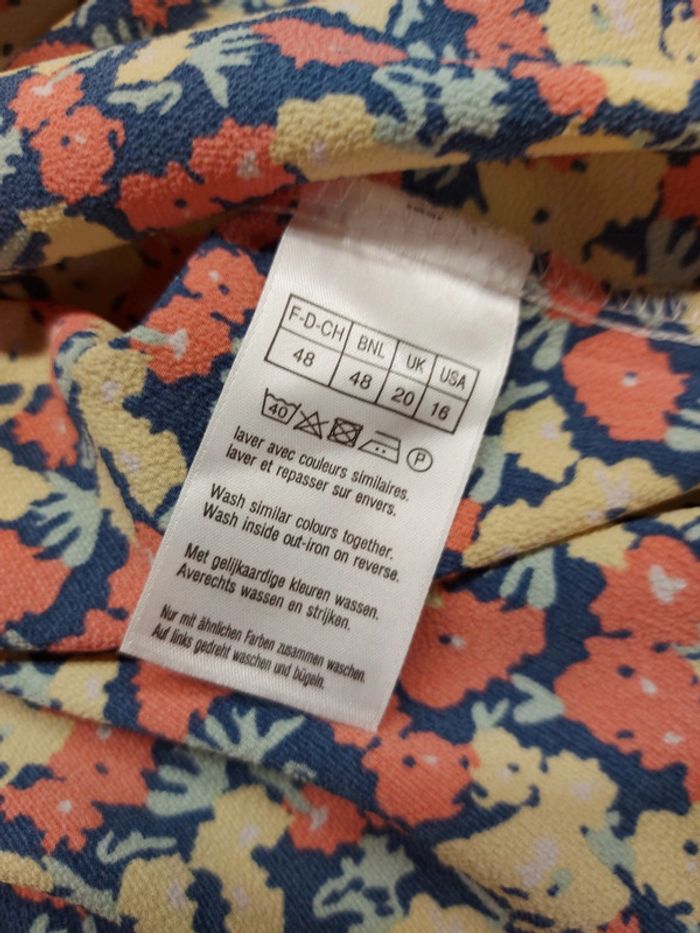 F-D-CH BNL UK USA
48 48 20 16
40 P
laver avec couleurs similaires.
laver et repasser sur envers.
Wash similar colours together.
Wash inside out-iron on reverse.
Met gelijkaardige kleuren wassen.
Averechts wassen en strijken.
Nur mit ähnlichen Farben zusammen waschen.
Auf links gedreht waschen und bügeln.